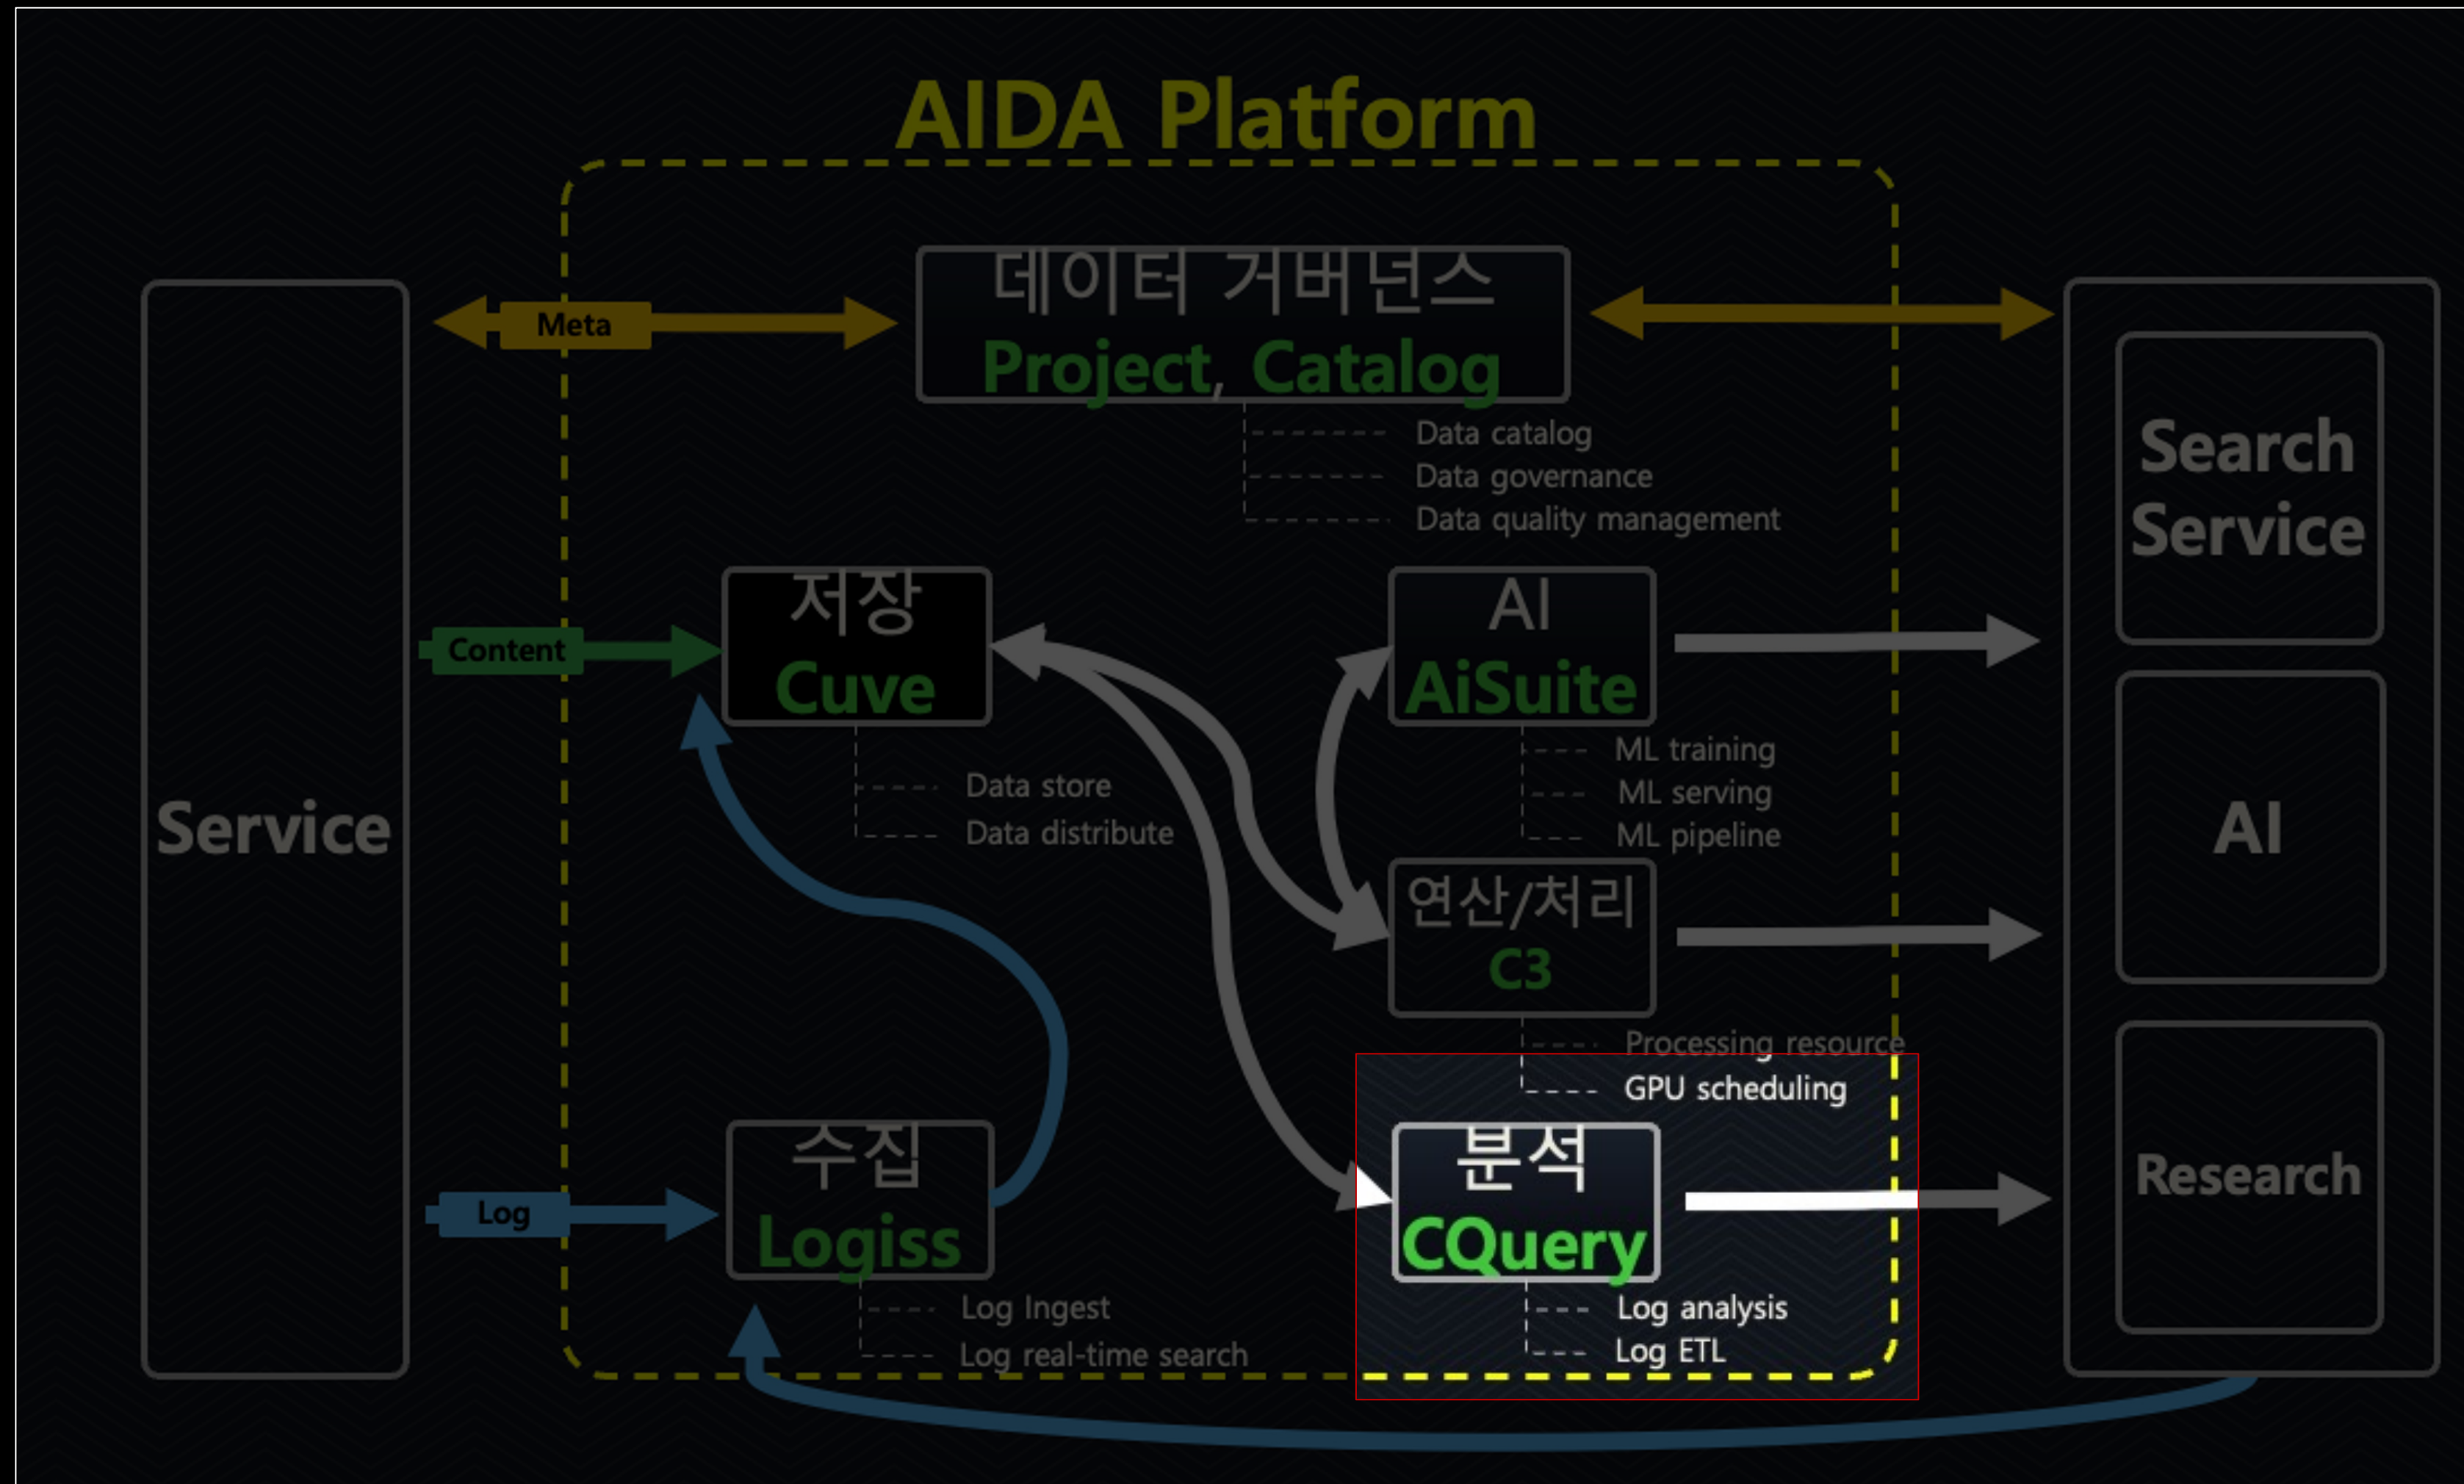 AIDA Platform
데이터 거버넌스
Project, Catalog
Meta
Data catalog
Data governance
Data quality management
Search
Service
저장
Cuve
Content
Data store
Data distribute
AI
AiSuite
ML training
ML serving
ML pipeline
Service
AI
연산/처리
C3
Processing resource
GPU scheduling
수집
Logiss
Log
Log Ingest
Log real-time search
분석
CQuery
Log analysis
Log ETL
Research